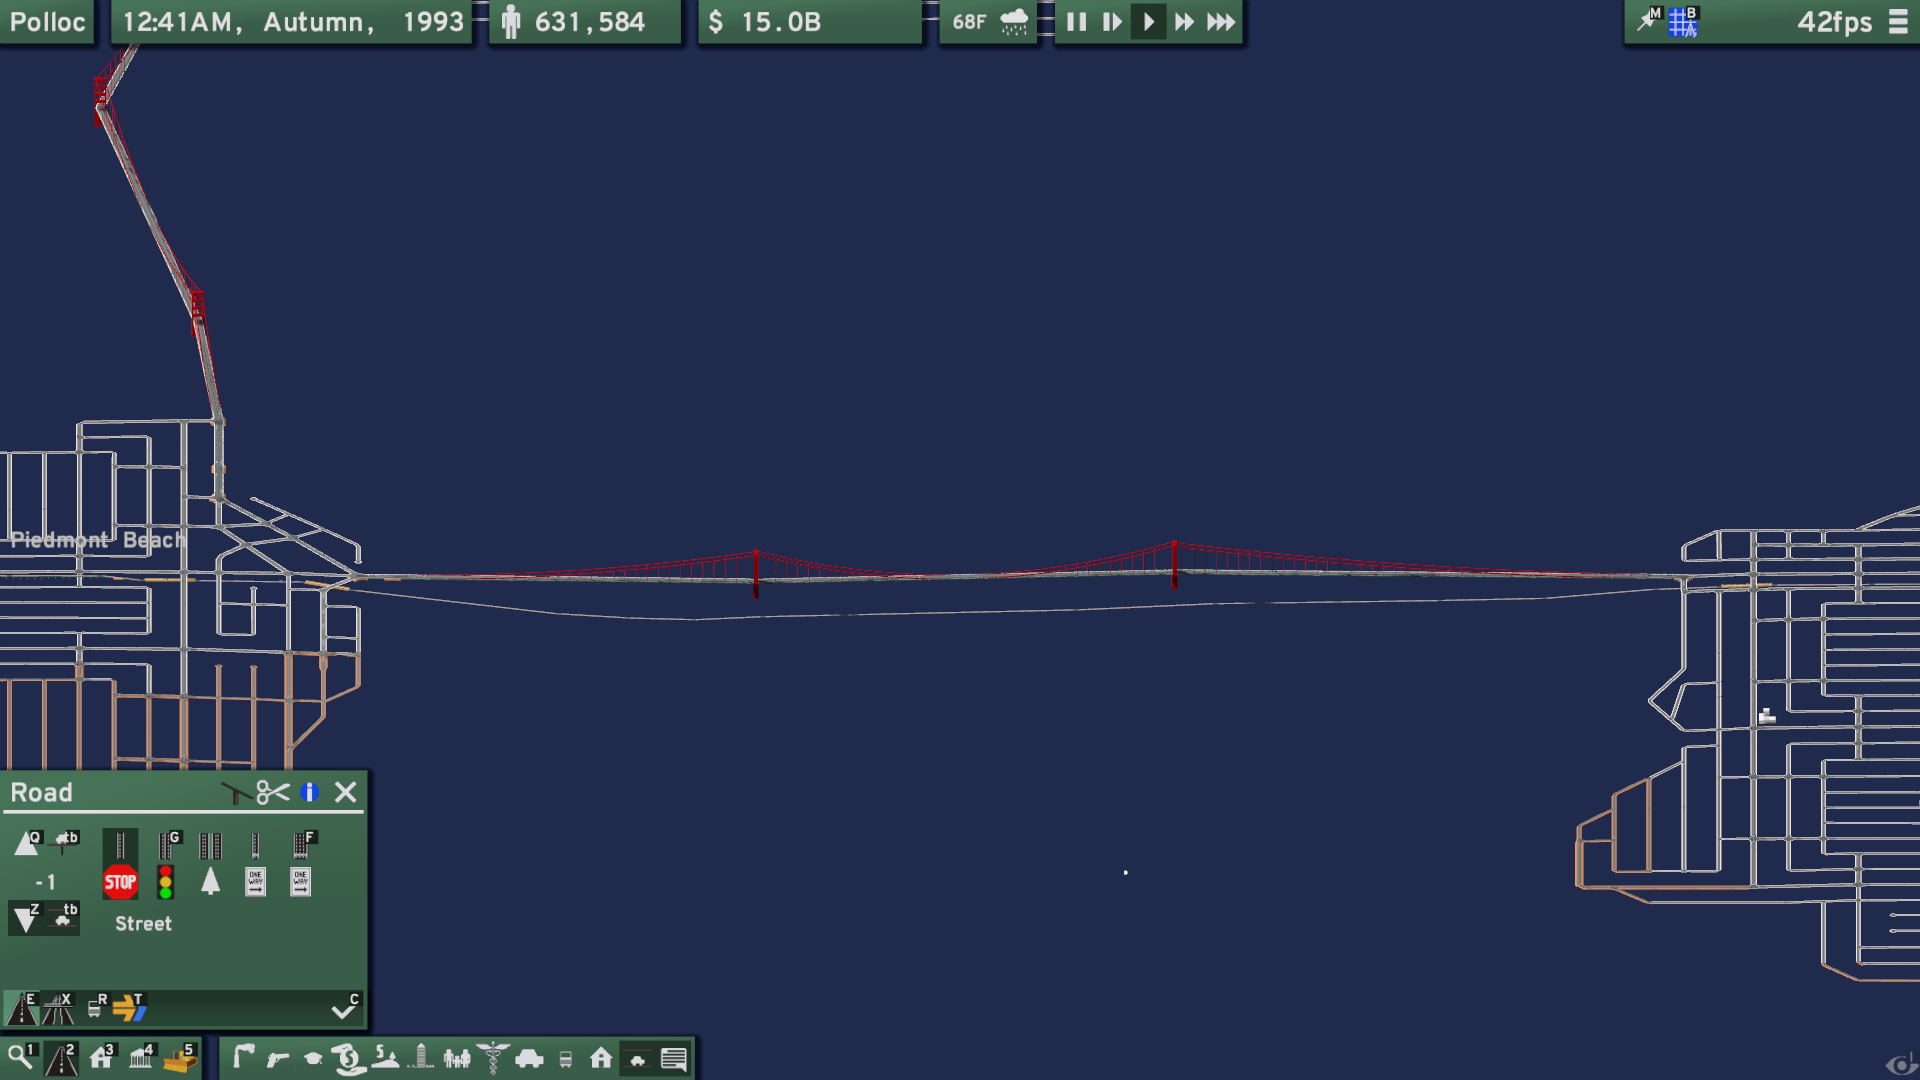 Polloc
12:41AM, Autumn, 1993
631,584
$ 15.0B
68F
M
B
42fps
Piedmont Beach
Road
Q
tb
G
F
-1
STOP
ONE WAY
ONE WAY
Z
tb
Street
E
X
R
T
C
1
2
3
4
5